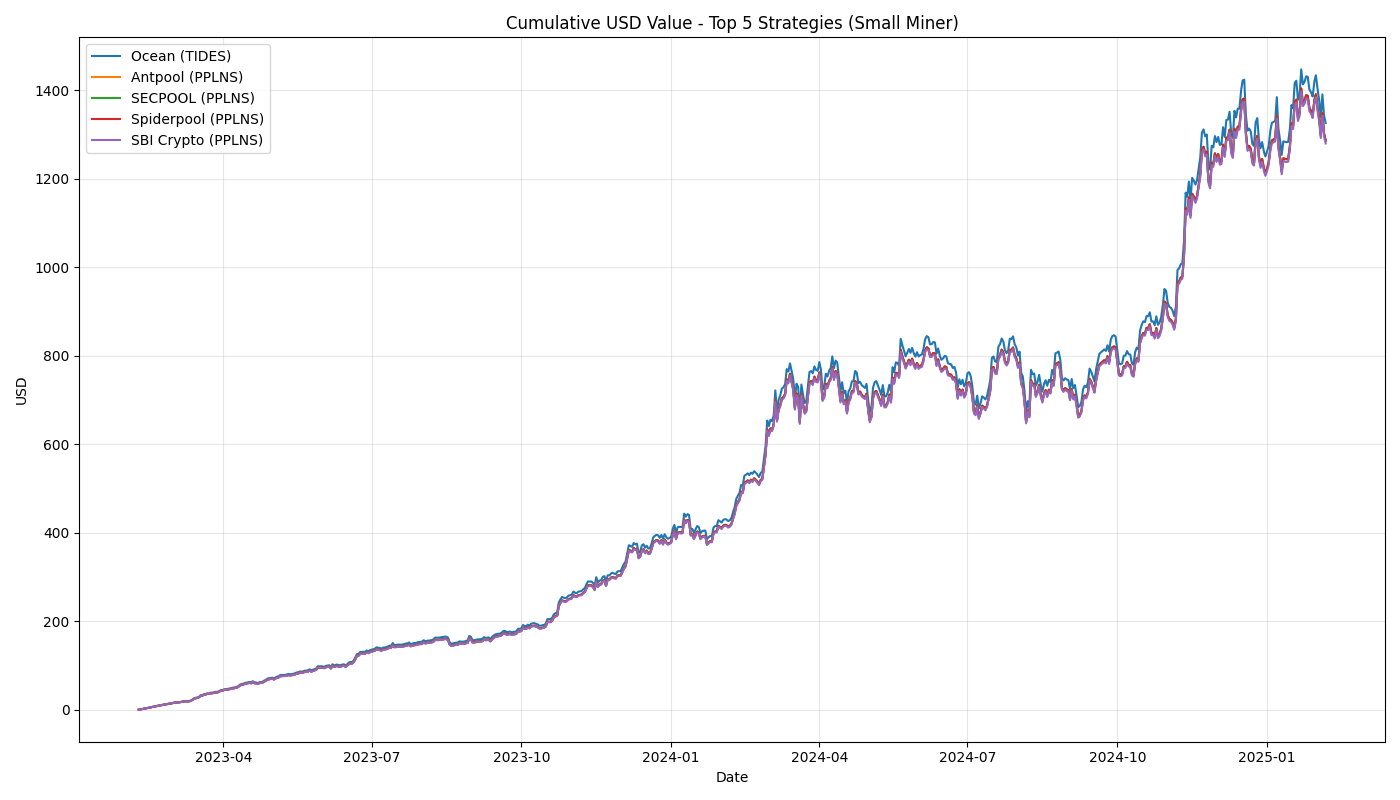 Cumulative USD Value - Top 5 Strategies (Small Miner)
Ocean (TIDES)
Antpool (PPLNS)
SECPOOL (PPLNS)
Spiderpool (PPLNS)
SBI Crypto (PPLNS)
USD
1400
1200
1000
800
600
400
200
0
2023-04 2023-07 2023-10 2024-01 2024-04 2024-07 2024-10 2025-01
Date